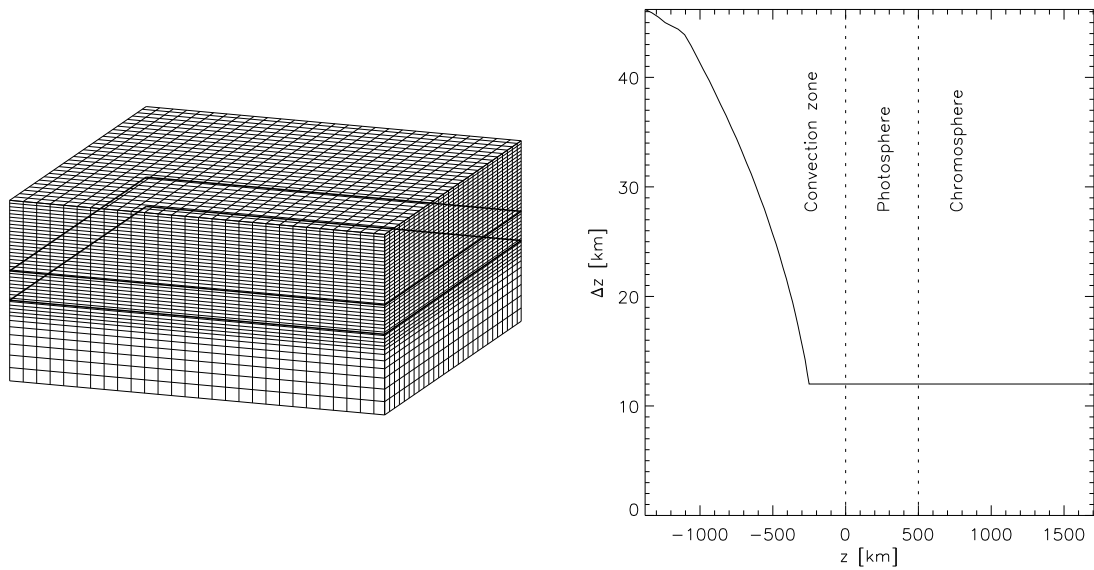 40
30
20
10
0
Δz [km]
Convection zone
Photosphere
Chromosphere
−1000 −500 0 500 1000 1500
z [km]